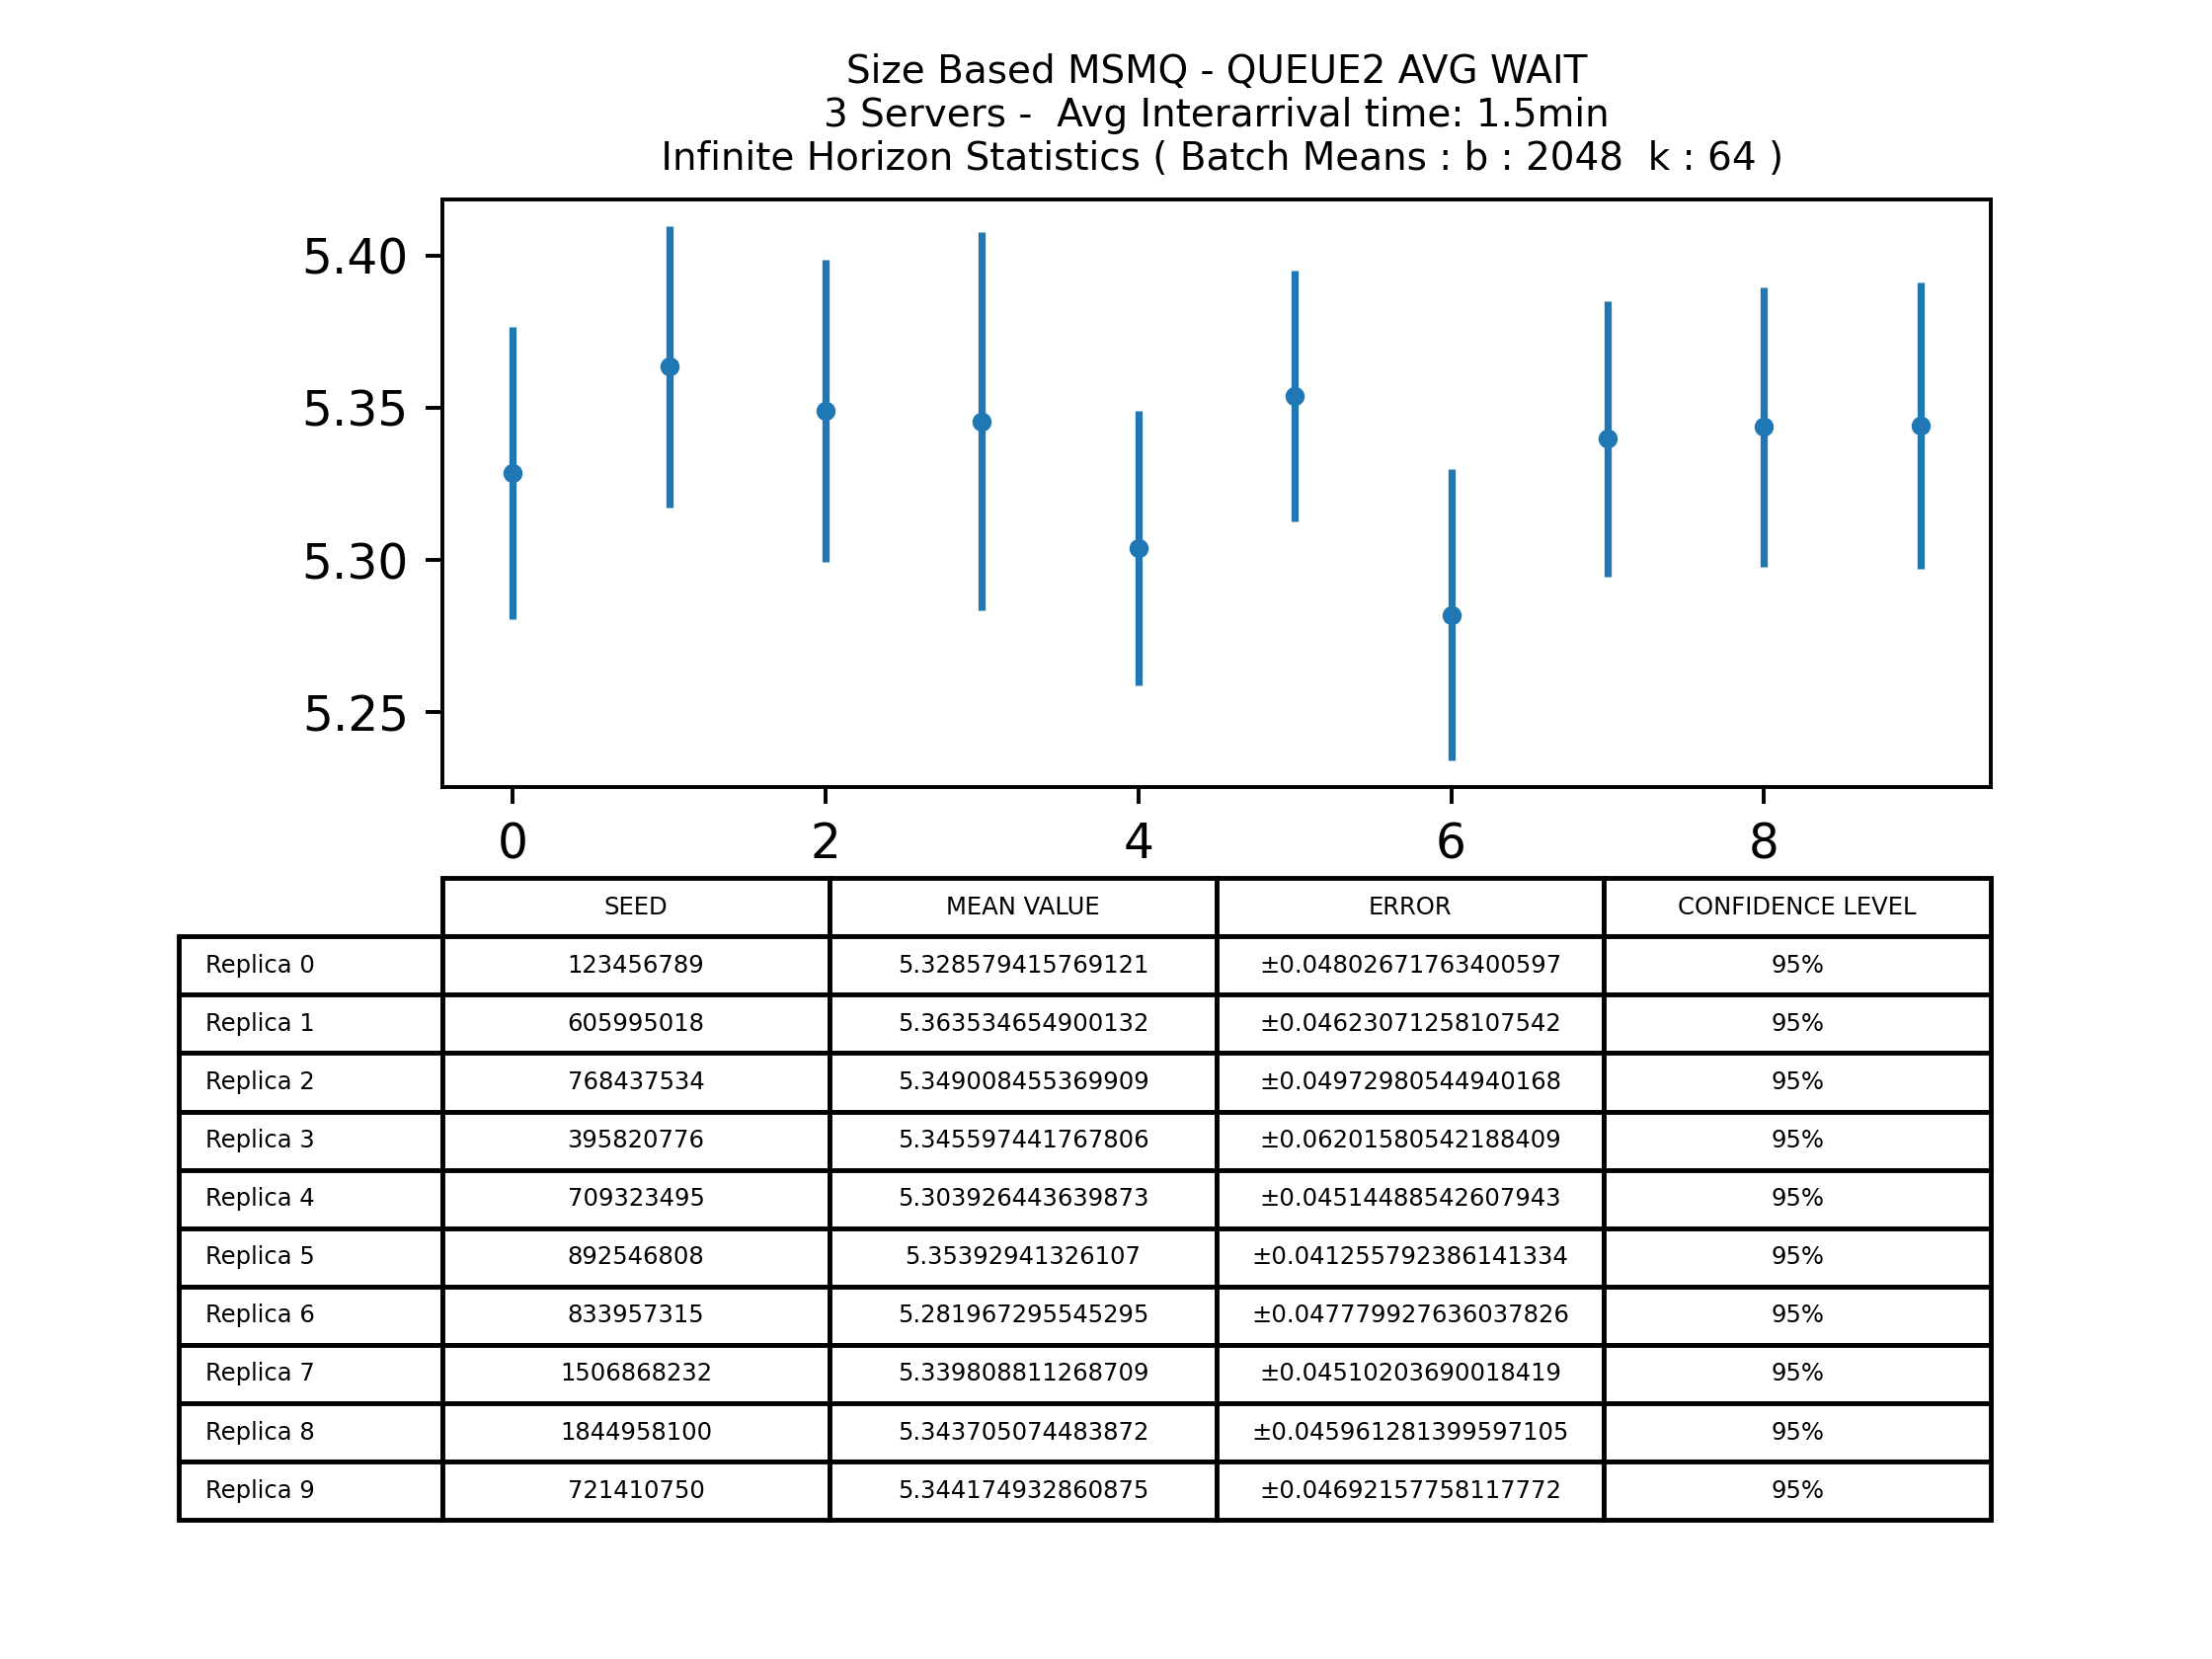 Size Based MSMQ - QUEUE2 AVG WAIT
3 Servers -  Avg Interarrival time: 1.5min
Infinite Horizon Statistics ( Batch Means : b : 2048  k : 64 )
5.40
5.35
5.30
5.25
0 2 4 6 8
SEED MEAN VALUE ERROR CONFIDENCE LEVEL
Replica 0 123456789 5.328579415769121 ±0.04802671763400597 95%
Replica 1 605995018 5.363534654900132 ±0.04623071258107542 95%
Replica 2 768437534 5.349008455369909 ±0.04972980544940168 95%
Replica 3 395820776 5.345597441767806 ±0.06201580542188409 95%
Replica 4 709323495 5.303926443639873 ±0.04514488542607943 95%
Replica 5 892546808 5.35392941326107 ±0.041255792386141334 95%
Replica 6 833957315 5.281967295545295 ±0.047779927636037826 95%
Replica 7 1506868232 5.339808811268709 ±0.04510203690018419 95%
Replica 8 1844958100 5.343705074483872 ±0.045961281399597105 95%
Replica 9 721410750 5.344174932860875 ±0.04692157758117772 95%